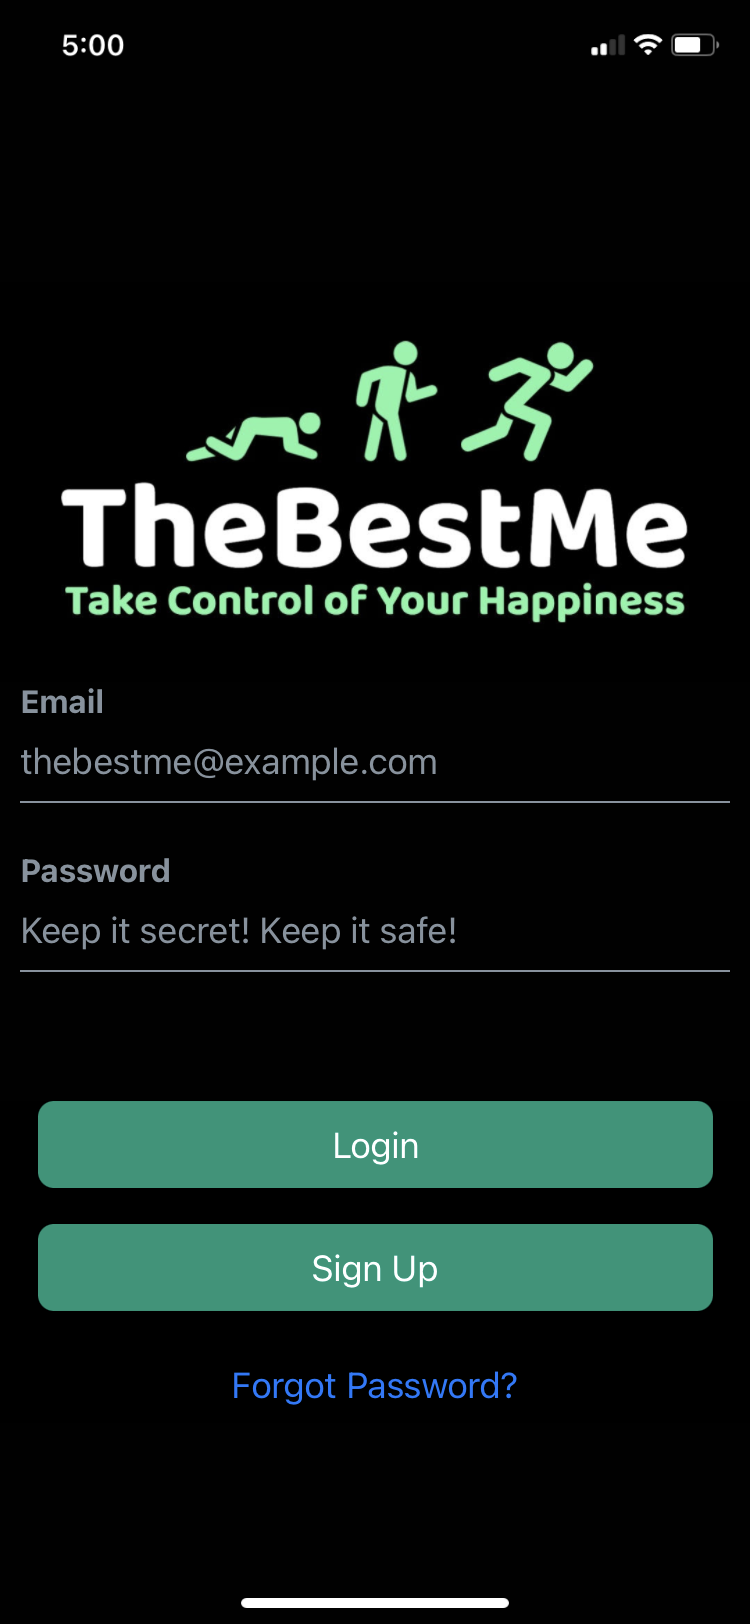 5:00
TheBestMe
Take Control of Your Happiness
Email
thebestme@example.com
Password
Keep it secret! Keep it safe!
Login
Sign Up
Forgot Password?